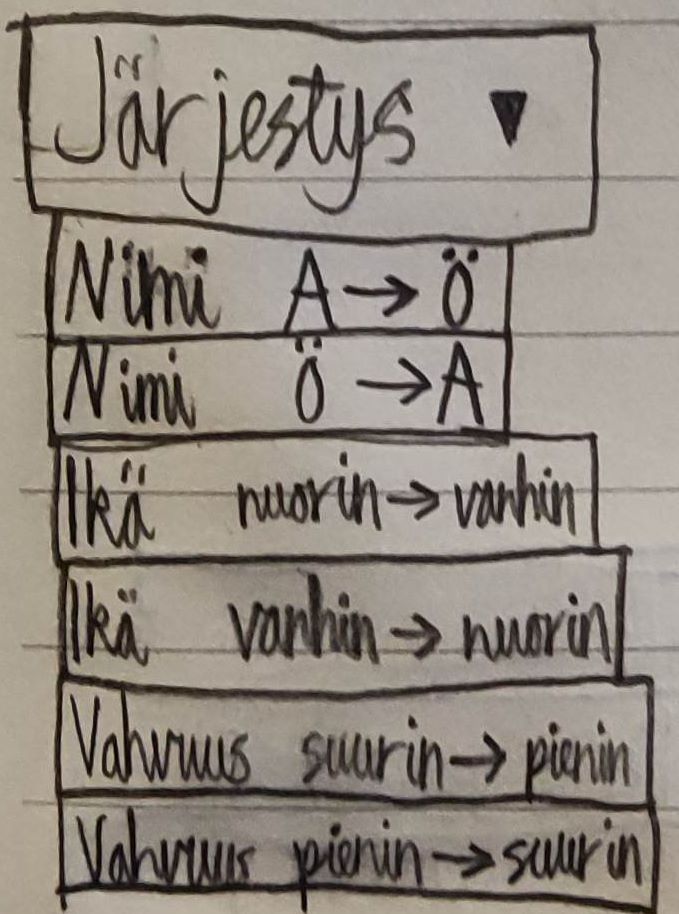 Järjestys ▼
Nimi A → Ö
Nimi Ö → A
Ikä nuorin → vanhin
Ikä vanhin → nuorin
Vahvuus suurin → pienin
Vahvuus pienin → suurin